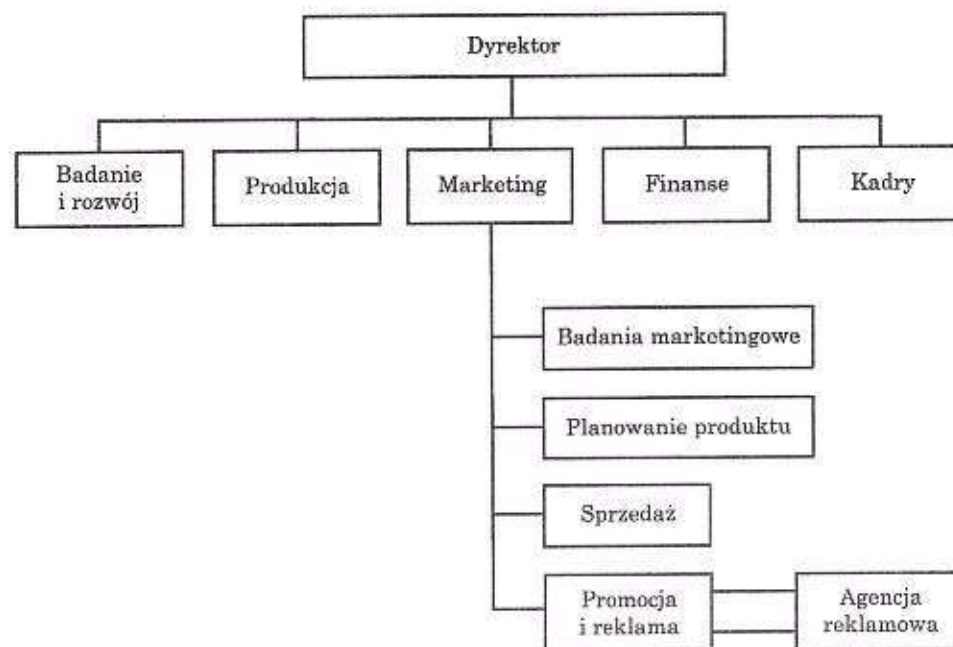 Dyrektor
Badanie
i rozwój
Produkcja
Marketing
Finanse
Kadry
Badania marketingowe
Planowanie produktu
Sprzedaż
Promocja
i reklama
Agencja
reklamowa